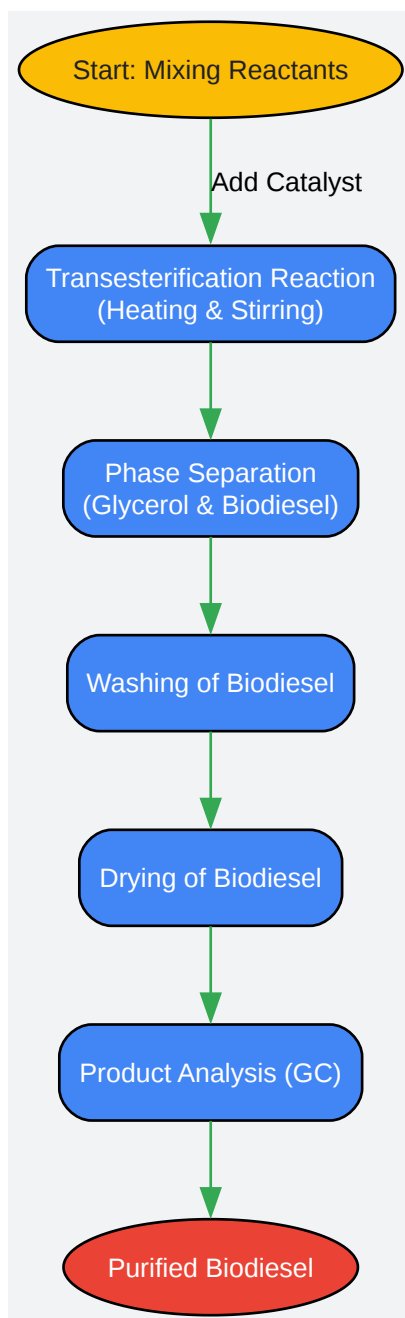 Start: Mixing Reactants
Add Catalyst
Transesterification Reaction
(Heating & Stirring)
Phase Separation
(Glycerol & Biodiesel)
Washing of Biodiesel
Drying of Biodiesel
Product Analysis (GC)
Purified Biodiesel